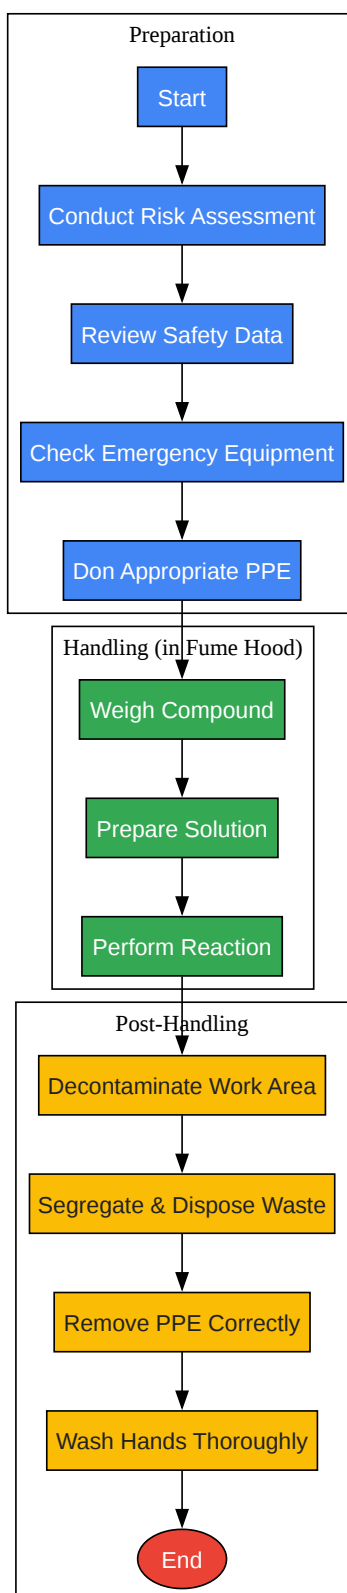 Preparation
Start
Conduct Risk Assessment
Review Safety Data
Check Emergency Equipment
Don Appropriate PPE
Handling (in Fume Hood)
Weigh Compound
Prepare Solution
Perform Reaction
Post-Handling
Decontaminate Work Area
Segregate & Dispose Waste
Remove PPE Correctly
Wash Hands Thoroughly
End